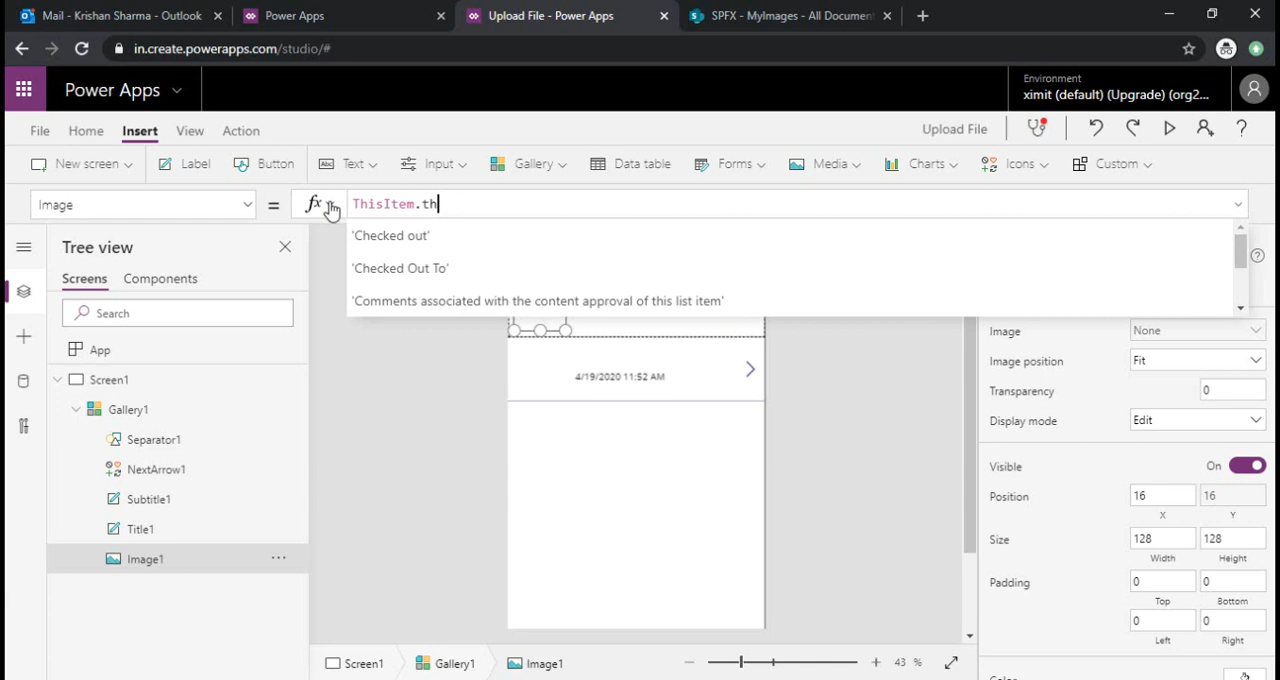 Mail - Krishan Sharma - Outlook
Power Apps
Upload File - Power Apps
SPFX - MyImages - All Document
in.create.powerapps.com/studio/#
Power Apps
Environment
ximit (default) (Upgrade) (org2...
File Home Insert View Action
Upload File
?
New screen Label Button Text Input Gallery Data table Forms Media Charts Icons Custom
Image = fx ThisItem.th
'Checked out'
'Checked Out To'
'Comments associated with the content approval of this list item'
Tree view
Screens Components
Search
App
Screen1
Gallery1
Separator1
NextArrow1
Subtitle1
Title1
Image1 ...
4/19/2020 11:52 AM
Image None
Image position Fit
Transparency 0
Display mode Edit
Visible On
Position 16 16
X Y
Size 128 128
Width Height
Padding 0 0
Top Bottom
0 0
Left Right
Screen1 Gallery1 Image1 43 %